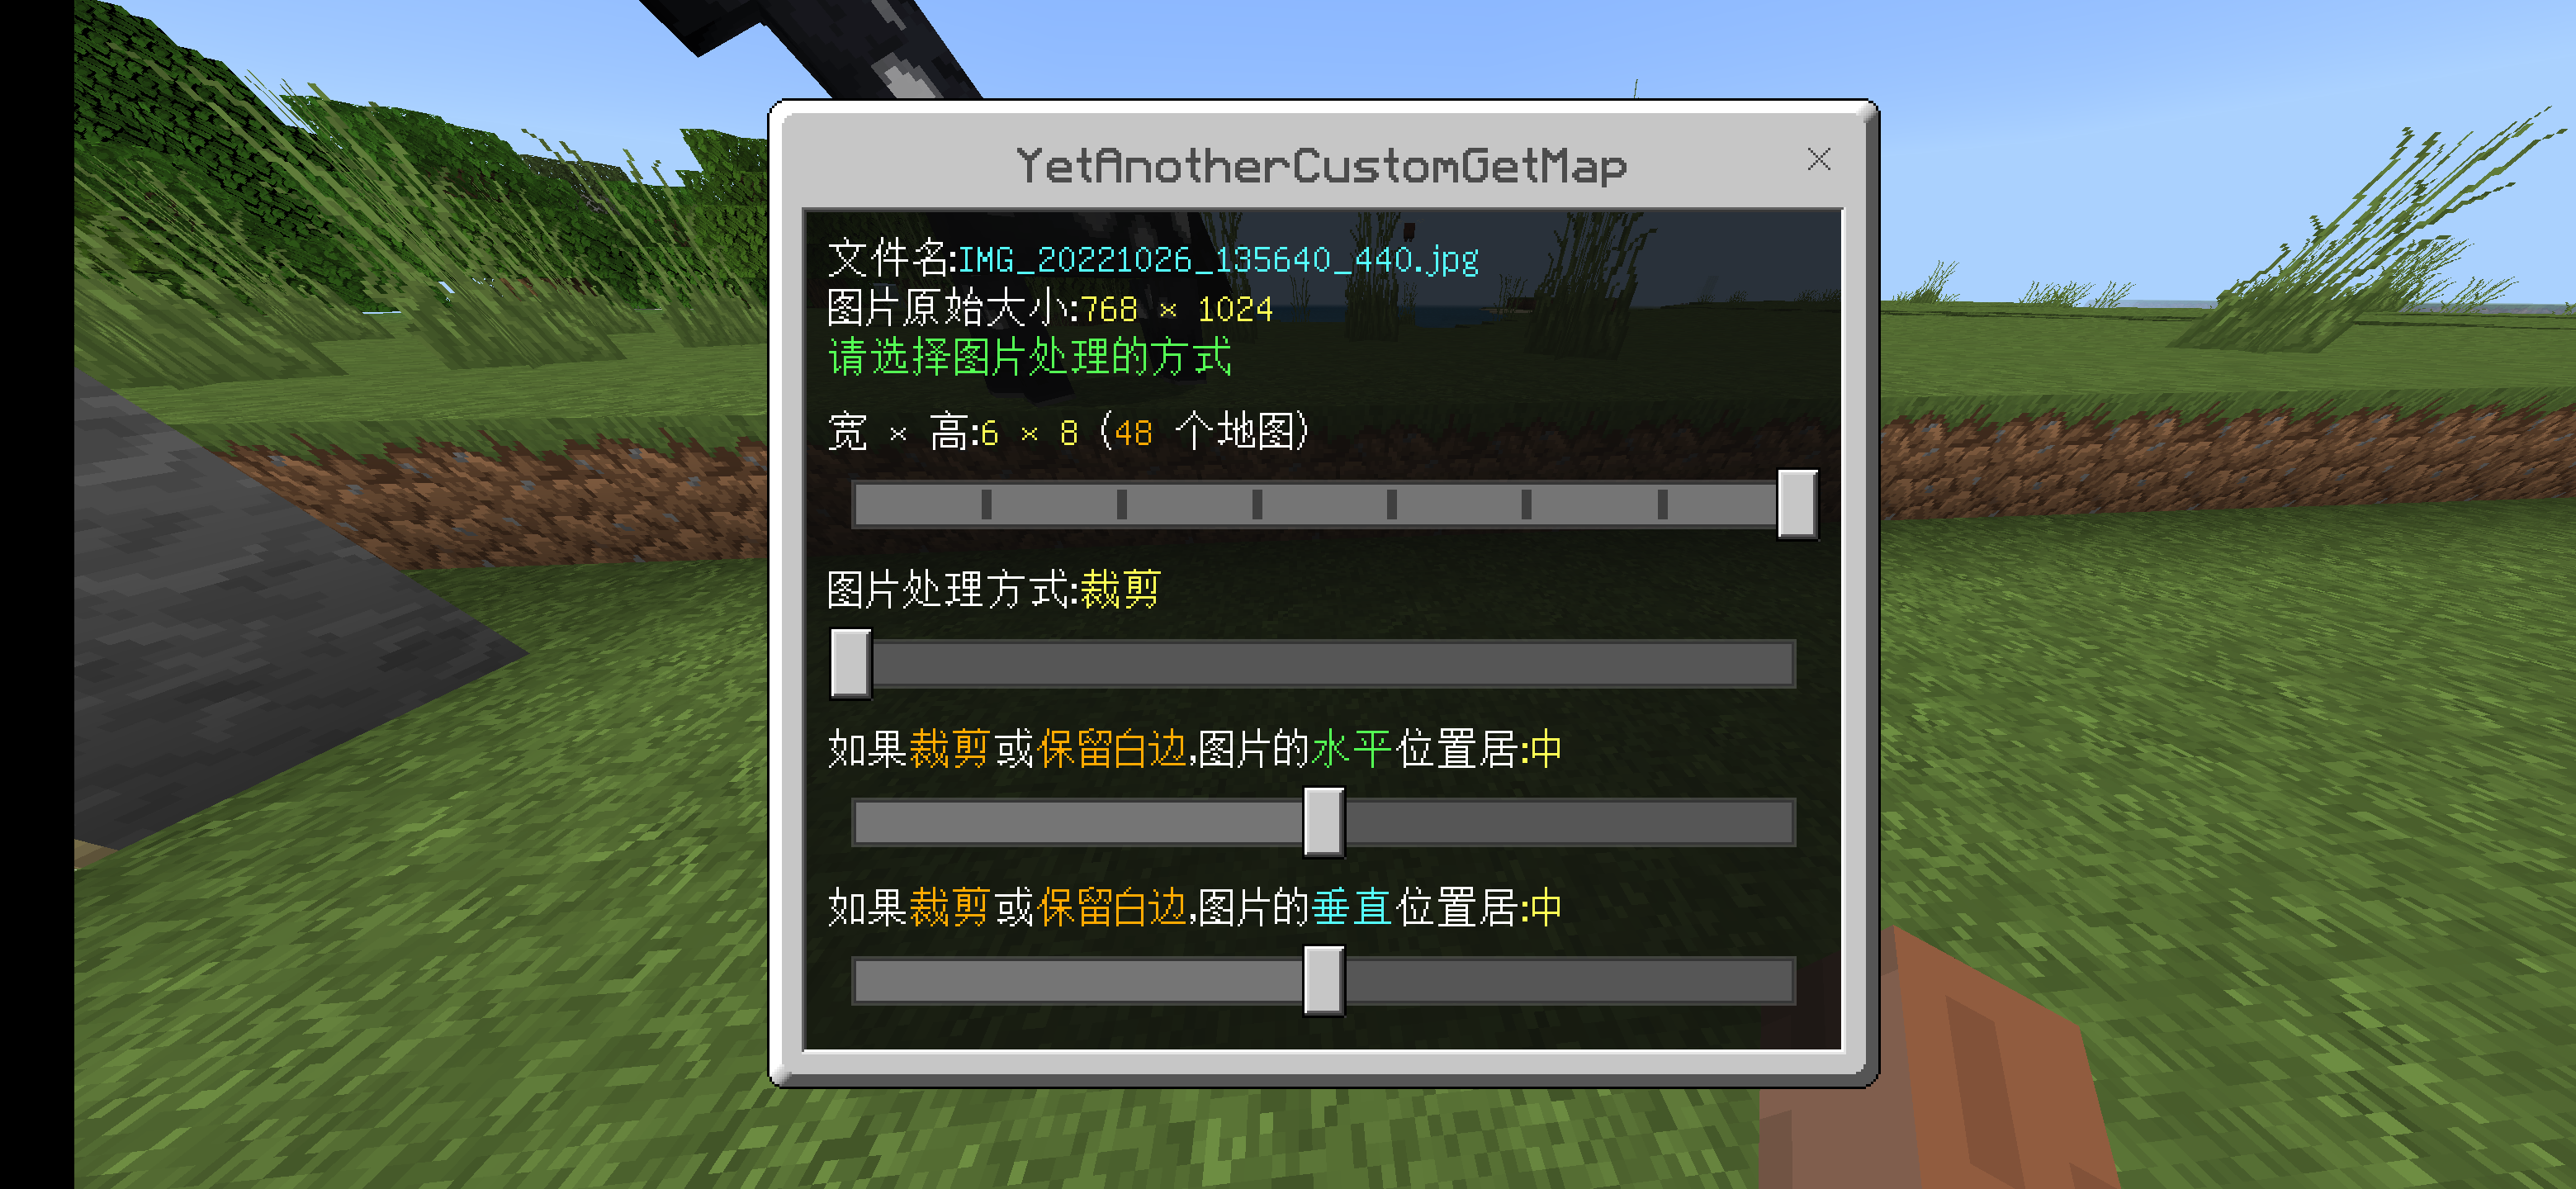 YetAnotherCustomGetMap
文件名:IMG_20221026_135640_440.jpg
图片原始大小:768 × 1024
请选择图片处理的方式
宽 × 高:6 × 8 (48 个地图)
图片处理方式:裁剪
如果裁剪或保留白边,图片的水平位置居:中
如果裁剪或保留白边,图片的垂直位置居:中